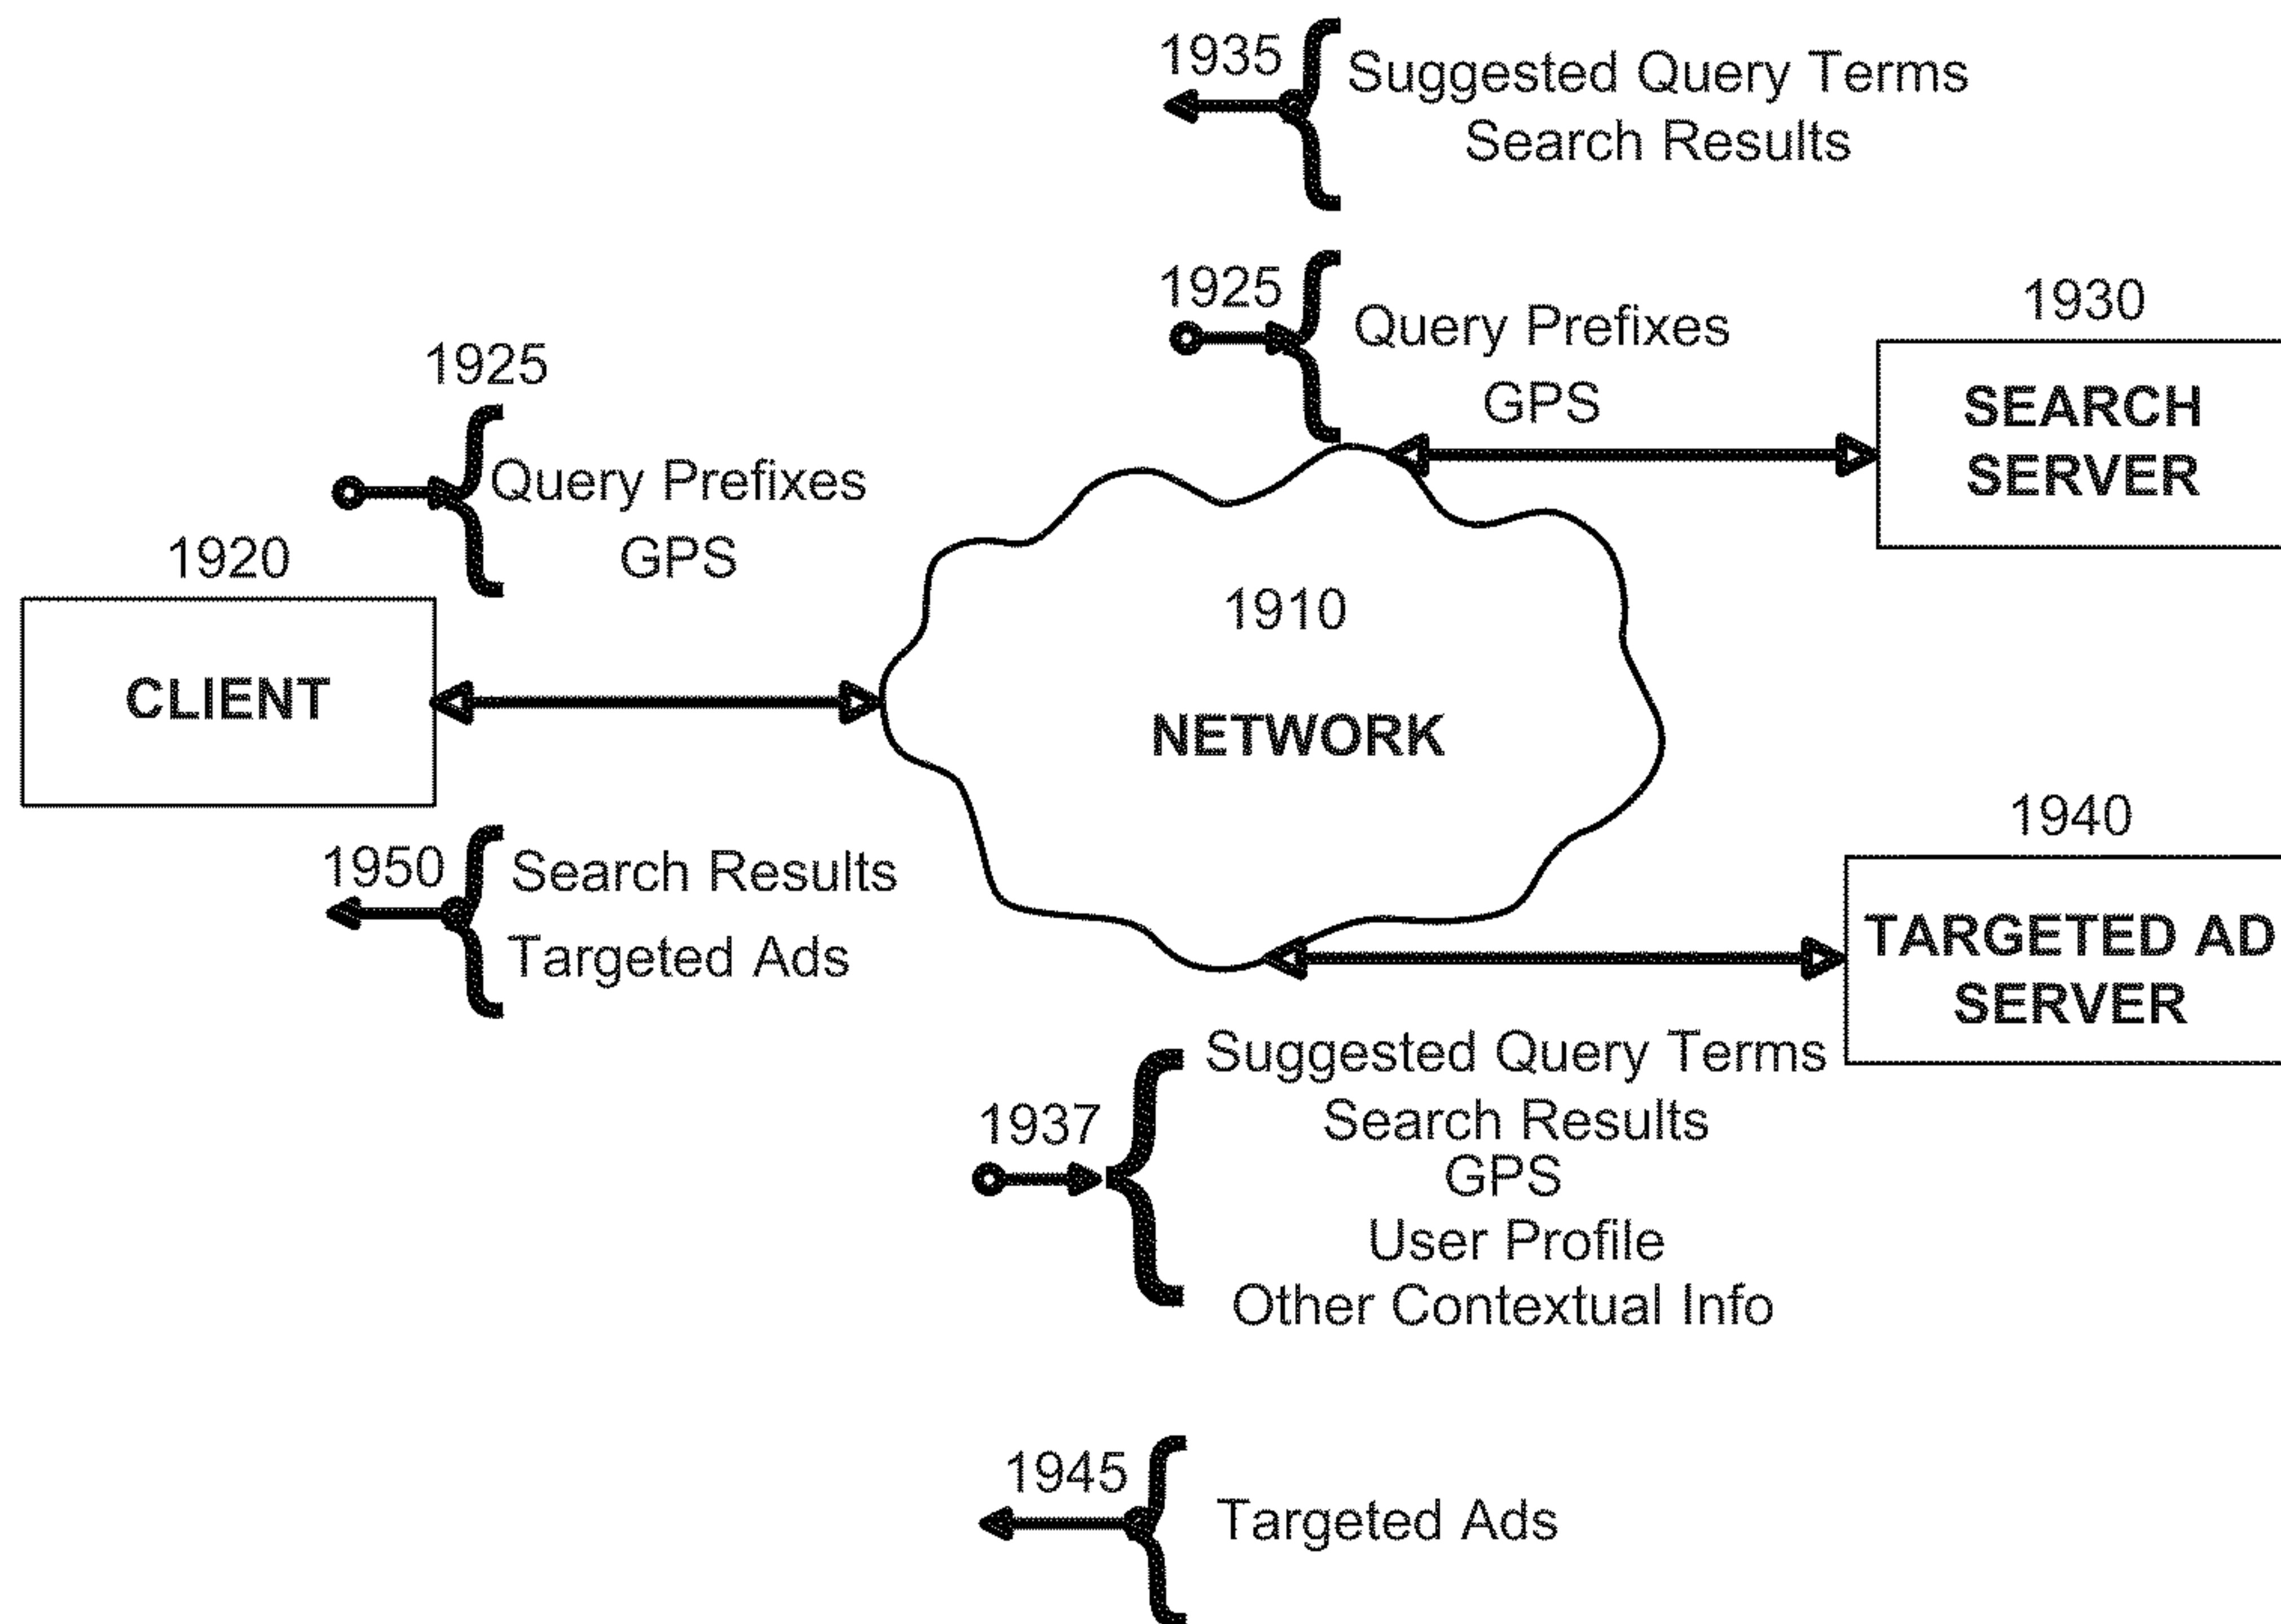 1935
Suggested Query Terms
Search Results
1925
Query Prefixes
GPS
1930
SEARCH
SERVER
1925
Query Prefixes
GPS
1920
CLIENT
1910
NETWORK
1950
Search Results
Targeted Ads
1940
TARGETED AD
SERVER
1937
Suggested Query Terms
Search Results
GPS
User Profile
Other Contextual Info
1945
Targeted Ads